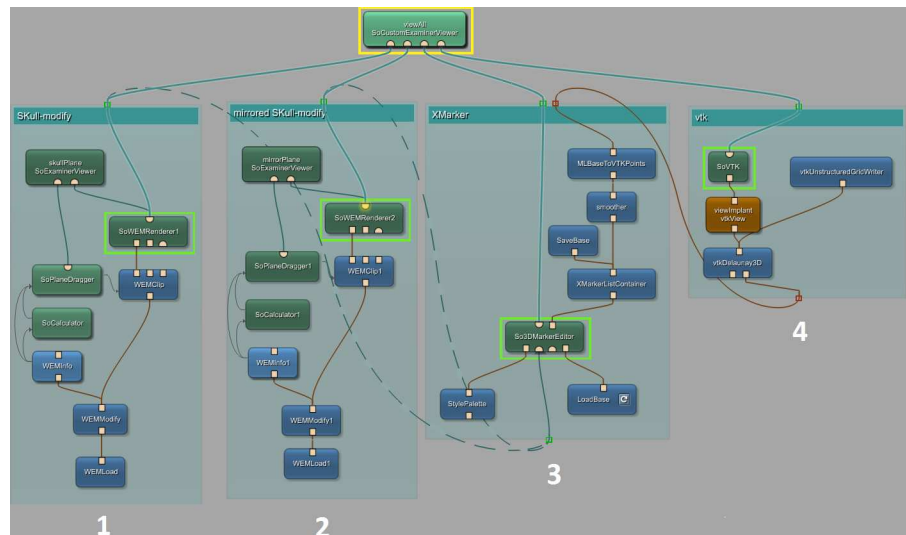 viewAll
SoCustomExaminerViewer
SKull-modify
skullPlane
SoExaminerViewer
SoWEMRenderer1
SoPlaneDragger
WEMClip
SoCalculator
WEMInfo
WEMModify
WEMLoad
1
mirrored SKull-modify
mirrorPlane
SoExaminerViewer
SoWEMRenderer2
SoPlaneDragger1
WEMClip1
SoCalculator1
WEMInfo1
WEMModify1
WEMLoad1
2
XMarker
MLBaseToVTKPoints
smoother
SaveBase
XMarkerListContainer
So3DMarkerEditor
StylePalette
LoadBase
3
vtk
SoVTK
vtkUnstructuredGridWriter
viewImplant
vtkView
vtkDelaunay3D
4